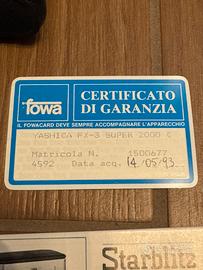 fowa
CERTIFICATO
DI GARANZIA
IL FOWACARD DEVE SEMPRE ACCOMPAGNARE L'APPARECCHIO
YASHICA FX-3 SUPER 2000 C
Matricola N. 1500677
4592 Data acq. 14/05/93
Starblitz